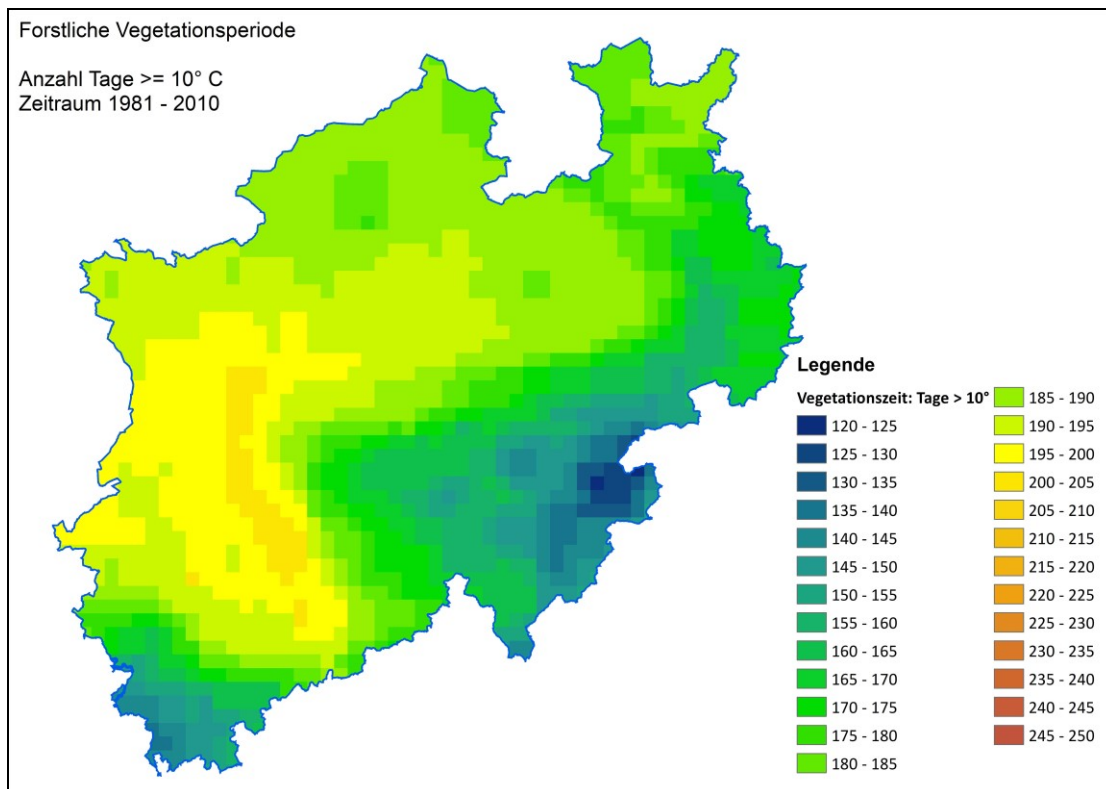 Forstliche Vegetationsperiode
Anzahl Tage >= 10° C
Zeitraum 1981 - 2010
Legende
Vegetationszeit: Tage > 10°
120 - 125
125 - 130
130 - 135
135 - 140
140 - 145
145 - 150
150 - 155
155 - 160
160 - 165
165 - 170
170 - 175
175 - 180
180 - 185
185 - 190
190 - 195
195 - 200
200 - 205
205 - 210
210 - 215
215 - 220
220 - 225
225 - 230
230 - 235
235 - 240
240 - 245
245 - 250